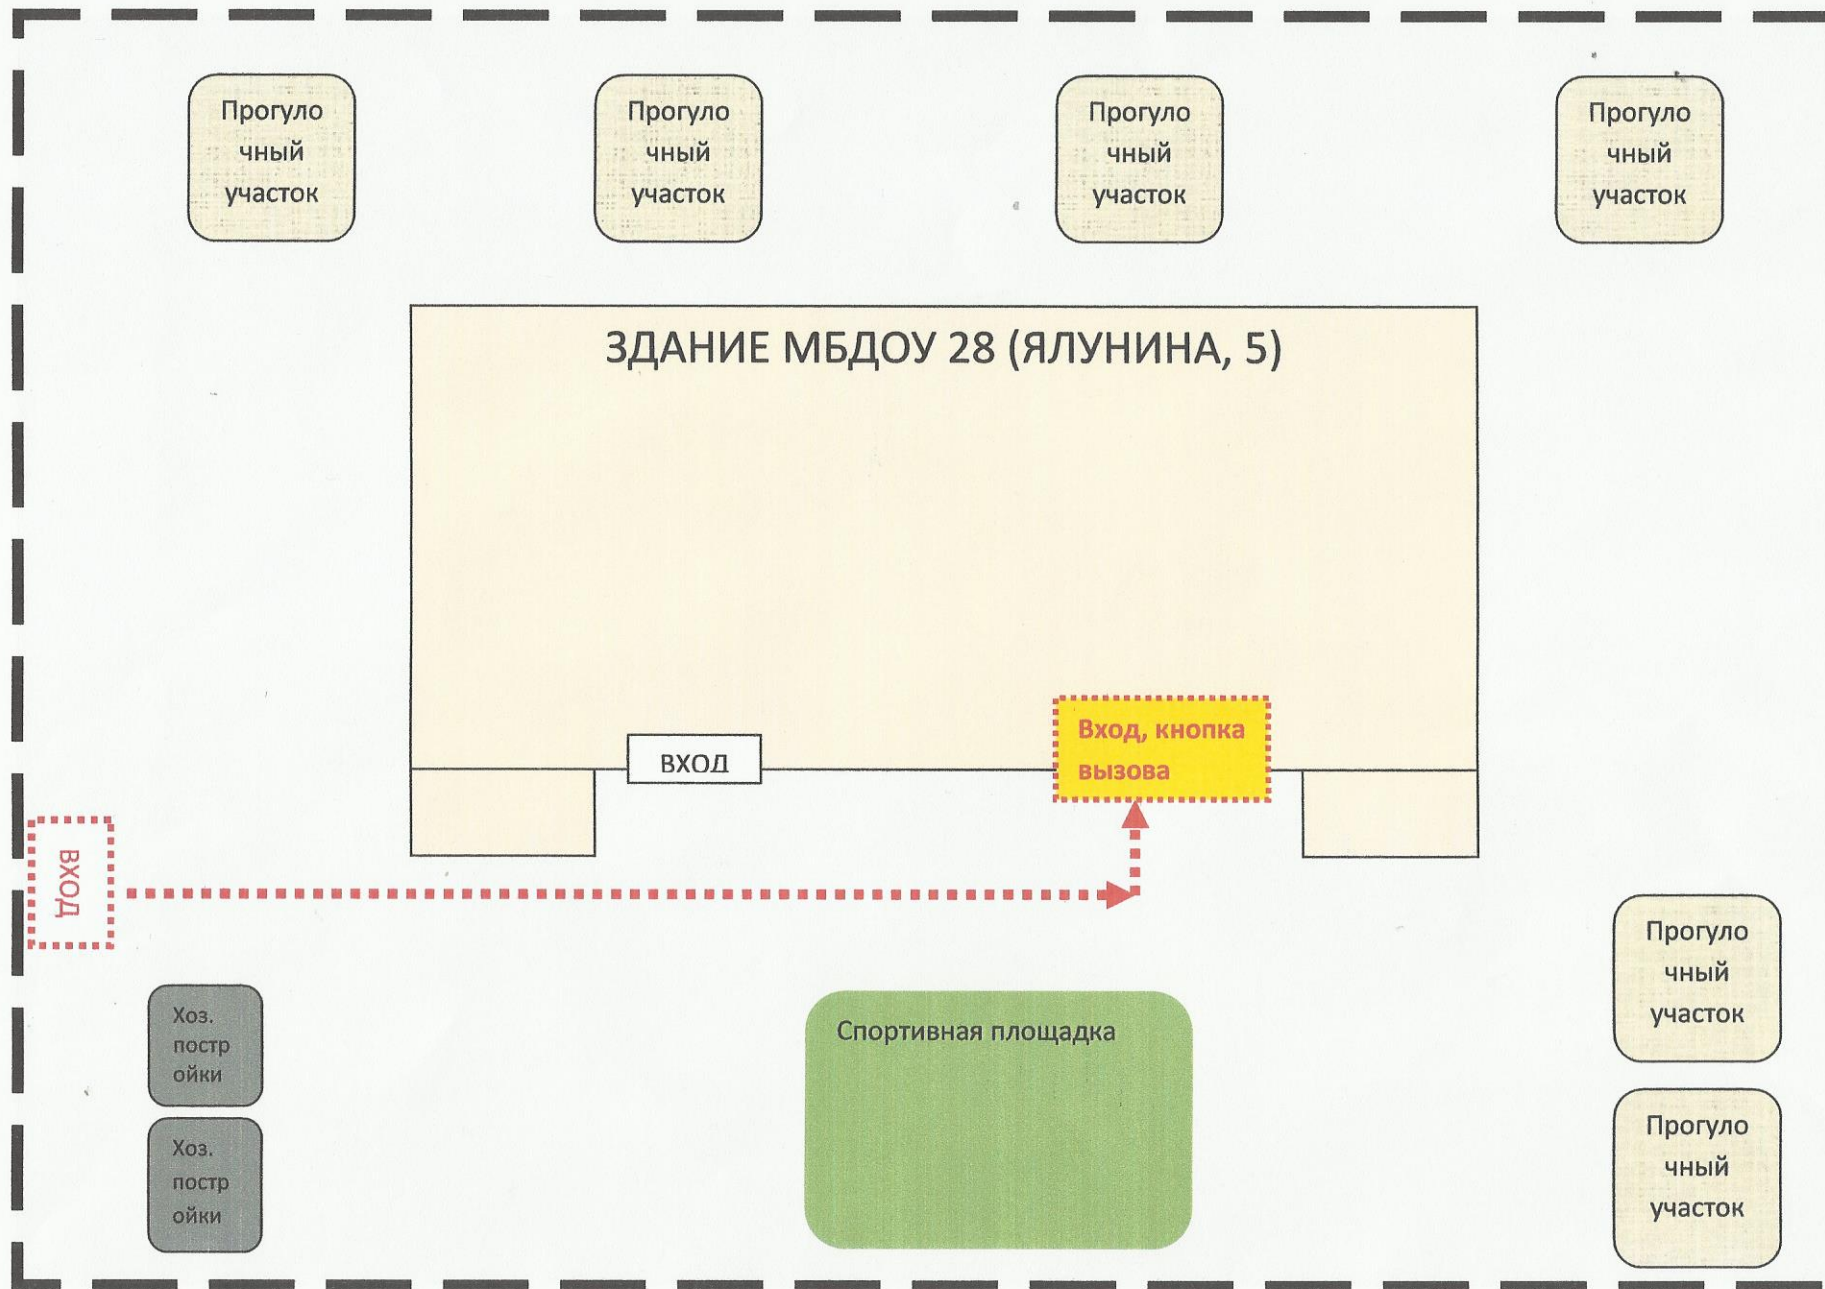 Прогуло
чный
участок
Прогуло
чный
участок
Прогуло
чный
участок
Прогуло
чный
участок
ЗДАНИЕ МБДОУ 28 (ЯЛУНИНА, 5)
ВХОД
Вход, кнопка
вызова
ВХОД
Хоз.
постр
ойки
Хоз.
постр
ойки
Спортивная площадка
Прогуло
чный
участок
Прогуло
чный
участок